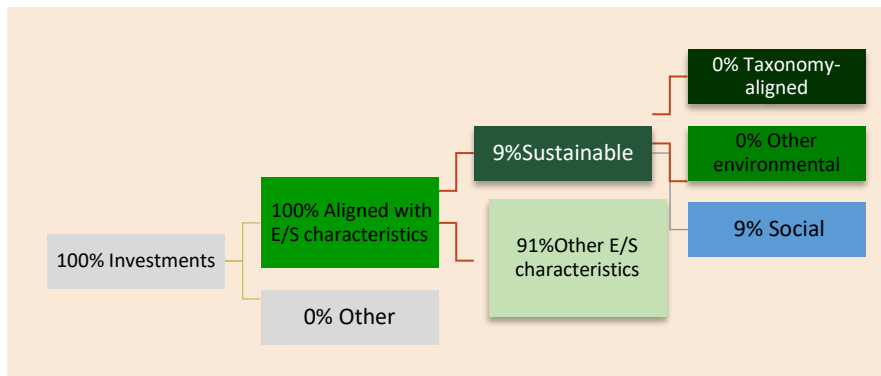 100% Investments
100% Aligned with
E/S characteristics
0% Other
9%Sustainable
91%Other E/S
characteristics
0% Taxonomy-
aligned
0% Other
environmental
9% Social